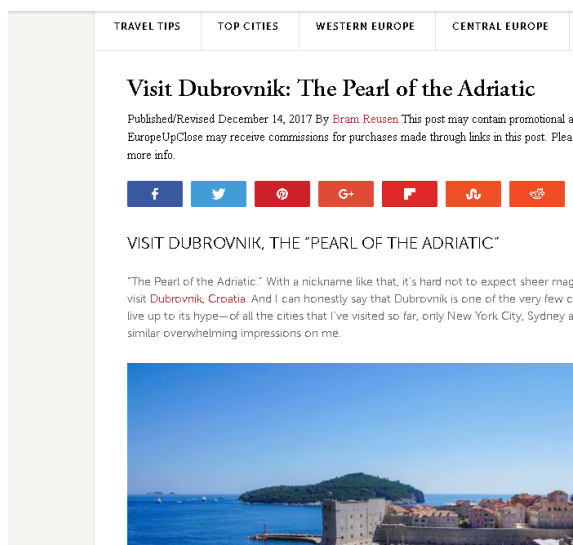 TRAVEL TIPS TOP CITIES WESTERN EUROPE CENTRAL EUROPE
Visit Dubrovnik: The Pearl of the Adriatic
Published/Revised December 14, 2017 By Bram Reusen This post may contain promotional a
EuropeUpClose may receive commissions for purchases made through links in this post. Plea
more info.
G+
VISIT DUBROVNIK, THE “PEARL OF THE ADRIATIC”
“The Pearl of the Adriatic.” With a nickname like that, it’s hard not to expect sheer mag
visit Dubrovnik, Croatia. And I can honestly say that Dubrovnik is one of the very few c
live up to its hype—of all the cities that I’ve visited so far, only New York City, Sydney a
similar overwhelming impressions on me.